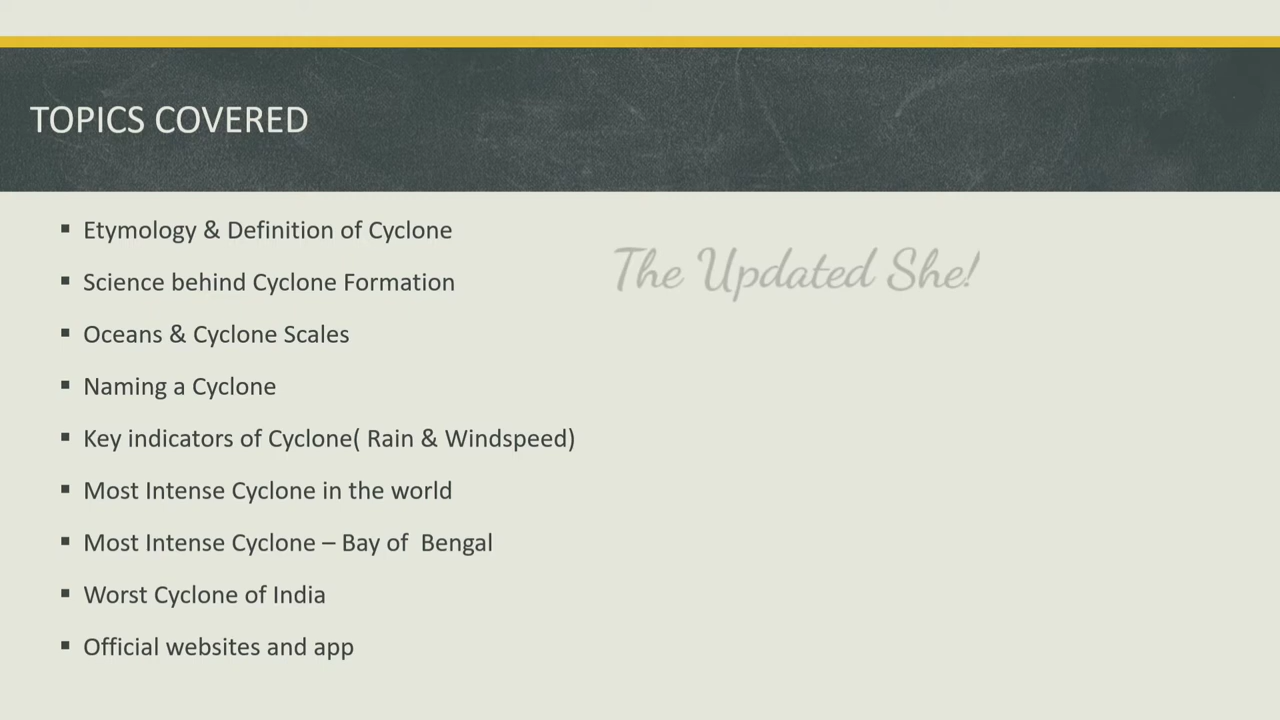 TOPICS COVERED
Etymology & Definition of Cyclone
The Updated She!
Science behind Cyclone Formation
Oceans & Cyclone Scales
Naming a Cyclone
Key indicators of Cyclone( Rain & Windspeed)
Most Intense Cyclone in the world
Most Intense Cyclone – Bay of  Bengal
Worst Cyclone of India
Official websites and app